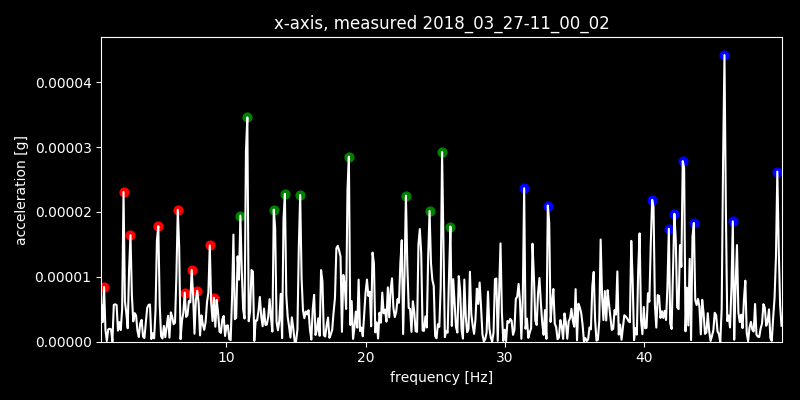 x-axis, measured 2018_03_27-11_00_02
acceleration [g]
0.00004
0.00003
0.00002
0.00001
0.00000
10 20 30 40
frequency [Hz]